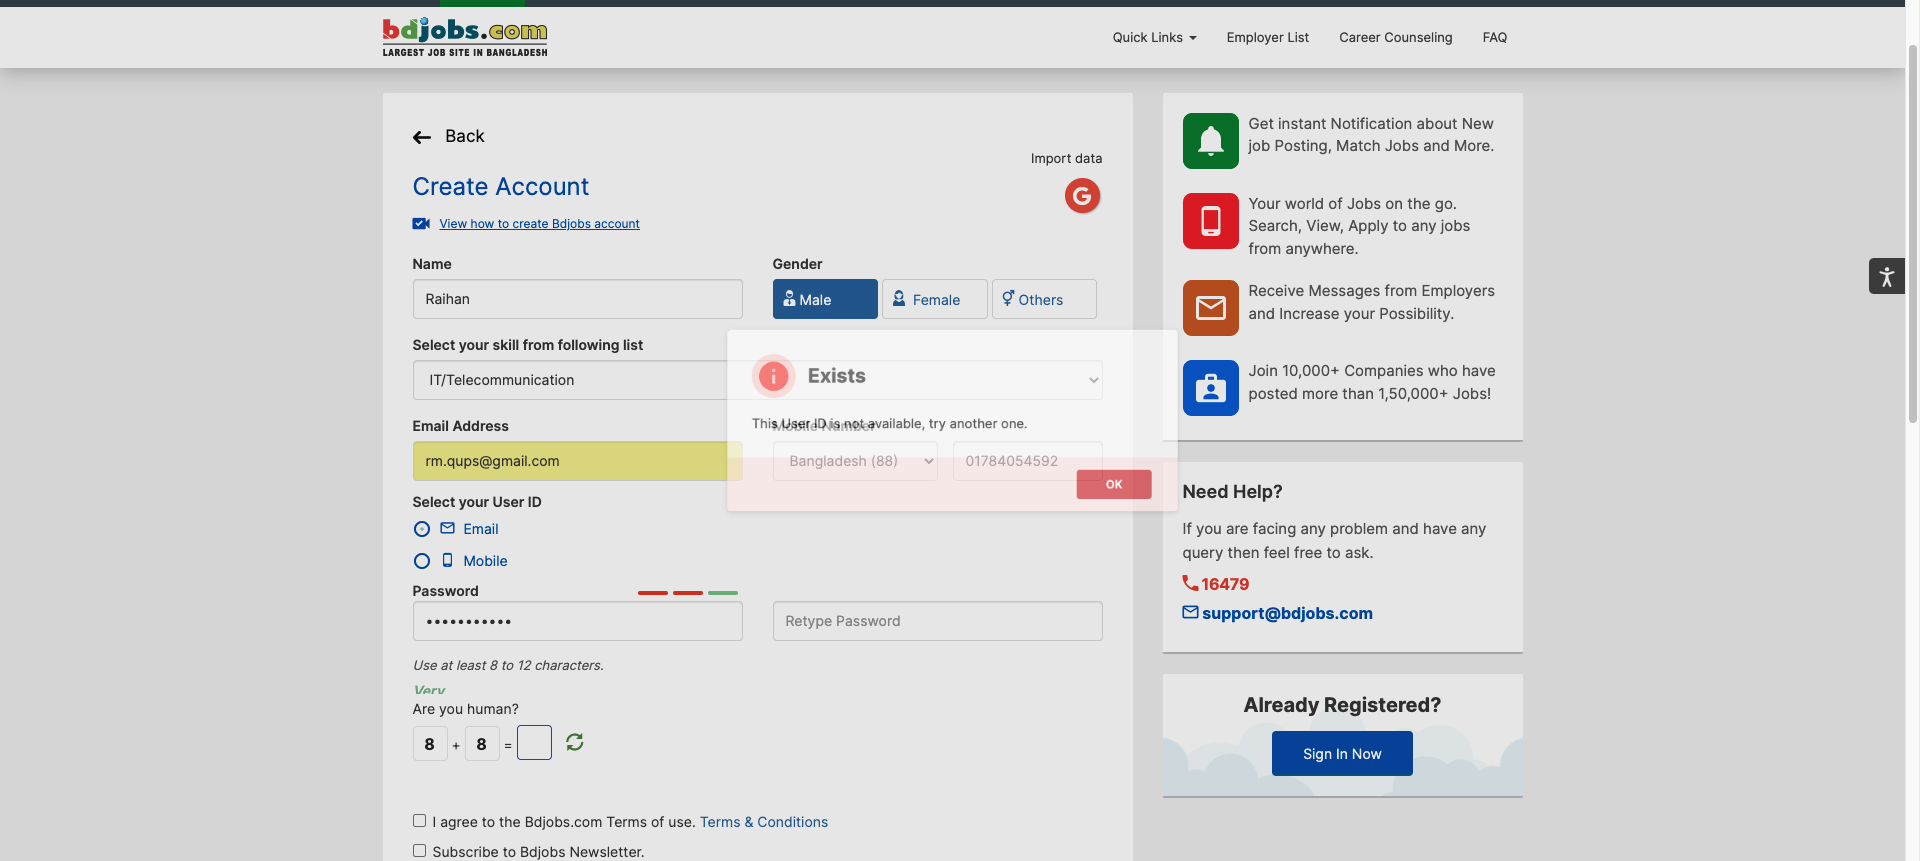 bdjobs.com
LARGEST JOB SITE IN BANGLADESH
Quick Links
Employer List
Career Counseling
FAQ
Back
Import data
Create Account
G
View how to create Bdjobs account
Name
Gender
Raihan
Male
Female
Others
Select your skill from following list
IT/Telecommunication
Exists
This User ID is not available, try another one.
Email Address
Mobile Number
rm.qups@gmail.com
Bangladesh (88)
01784054592
OK
Select your User ID
Email
Mobile
Password
•••••••••••
Retype Password
Use at least 8 to 12 characters.
Very
Are you human?
8 + 8 =
I agree to the Bdjobs.com Terms of use. Terms & Conditions
Subscribe to Bdjobs Newsletter.
Get instant Notification about New
job Posting, Match Jobs and More.
Your world of Jobs on the go.
Search, View, Apply to any jobs
from anywhere.
Receive Messages from Employers
and Increase your Possibility.
Join 10,000+ Companies who have
posted more than 1,50,000+ Jobs!
Need Help?
If you are facing any problem and have any
query then feel free to ask.
16479
support@bdjobs.com
Already Registered?
Sign In Now